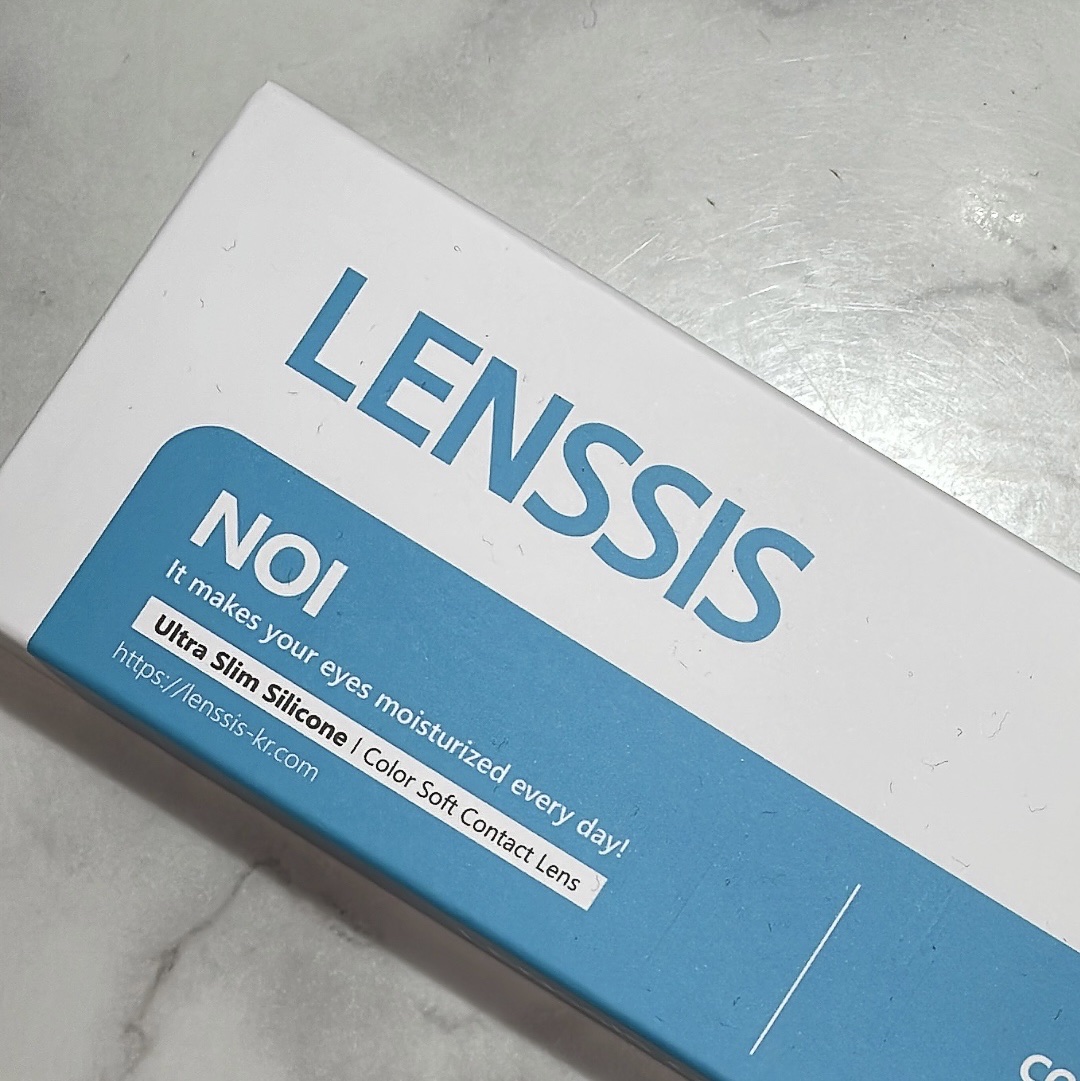 LENSSIS
NOI
It makes your eyes moisturized every day!
Ultra Slim Silicone | Color Soft Contact Lens
https://lenssis-kr.com